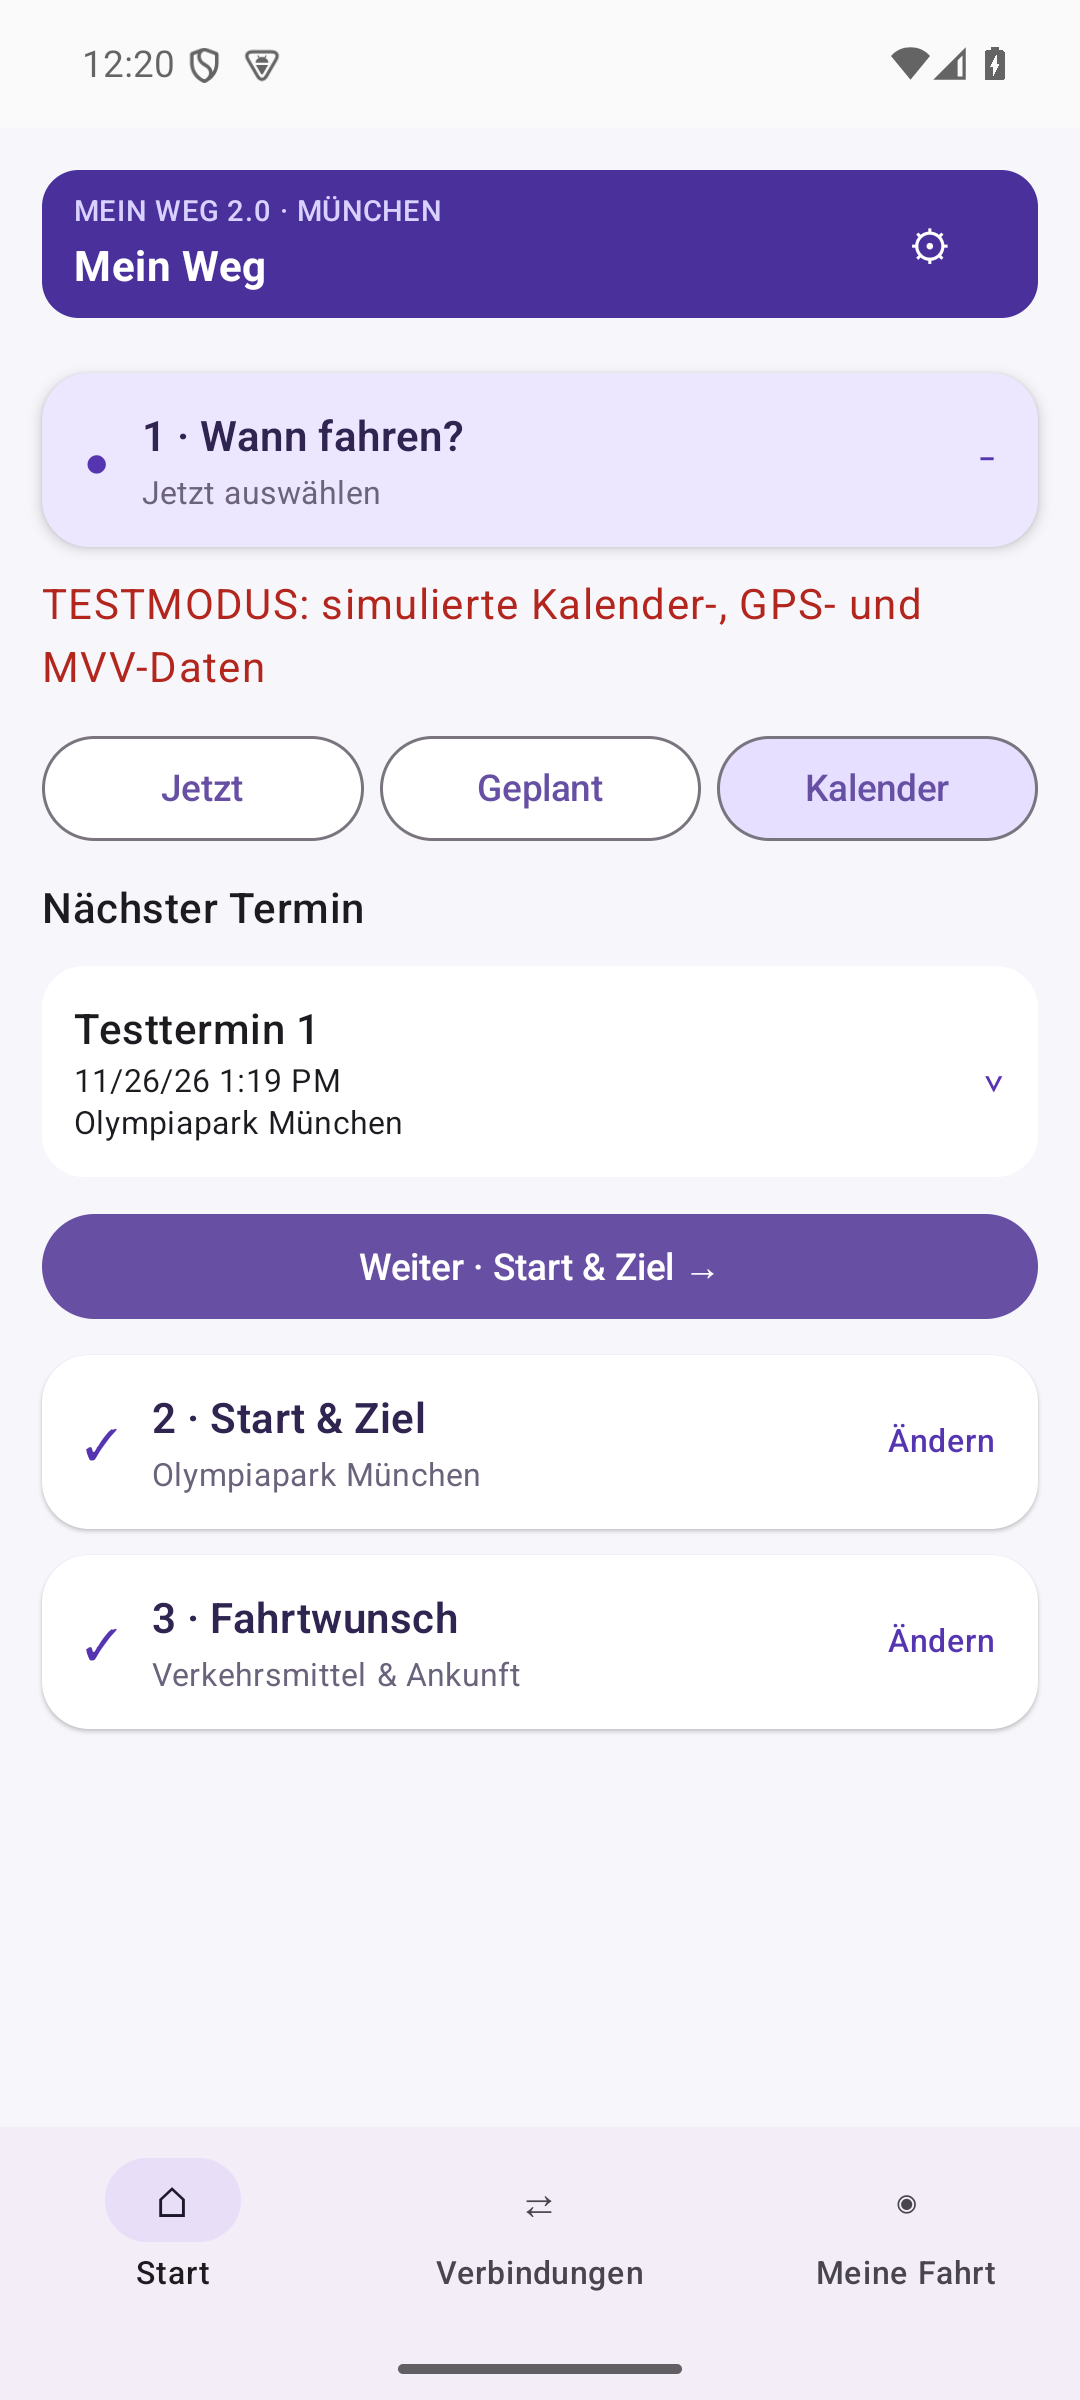 12:20
MEIN WEG 2.0 · MÜNCHEN
Mein Weg
1 · Wann fahren?
Jetzt auswählen
–
TESTMODUS: simulierte Kalender-, GPS- und
MVV-Daten
Jetzt
Geplant
Kalender
Nächster Termin
Testtermin 1
11/26/26 1:19 PM
Olympiapark München
v
Weiter · Start & Ziel →
✓
2 · Start & Ziel
Olympiapark München
Ändern
✓
3 · Fahrtwunsch
Verkehrsmittel & Ankunft
Ändern
Start
Verbindungen
Meine Fahrt